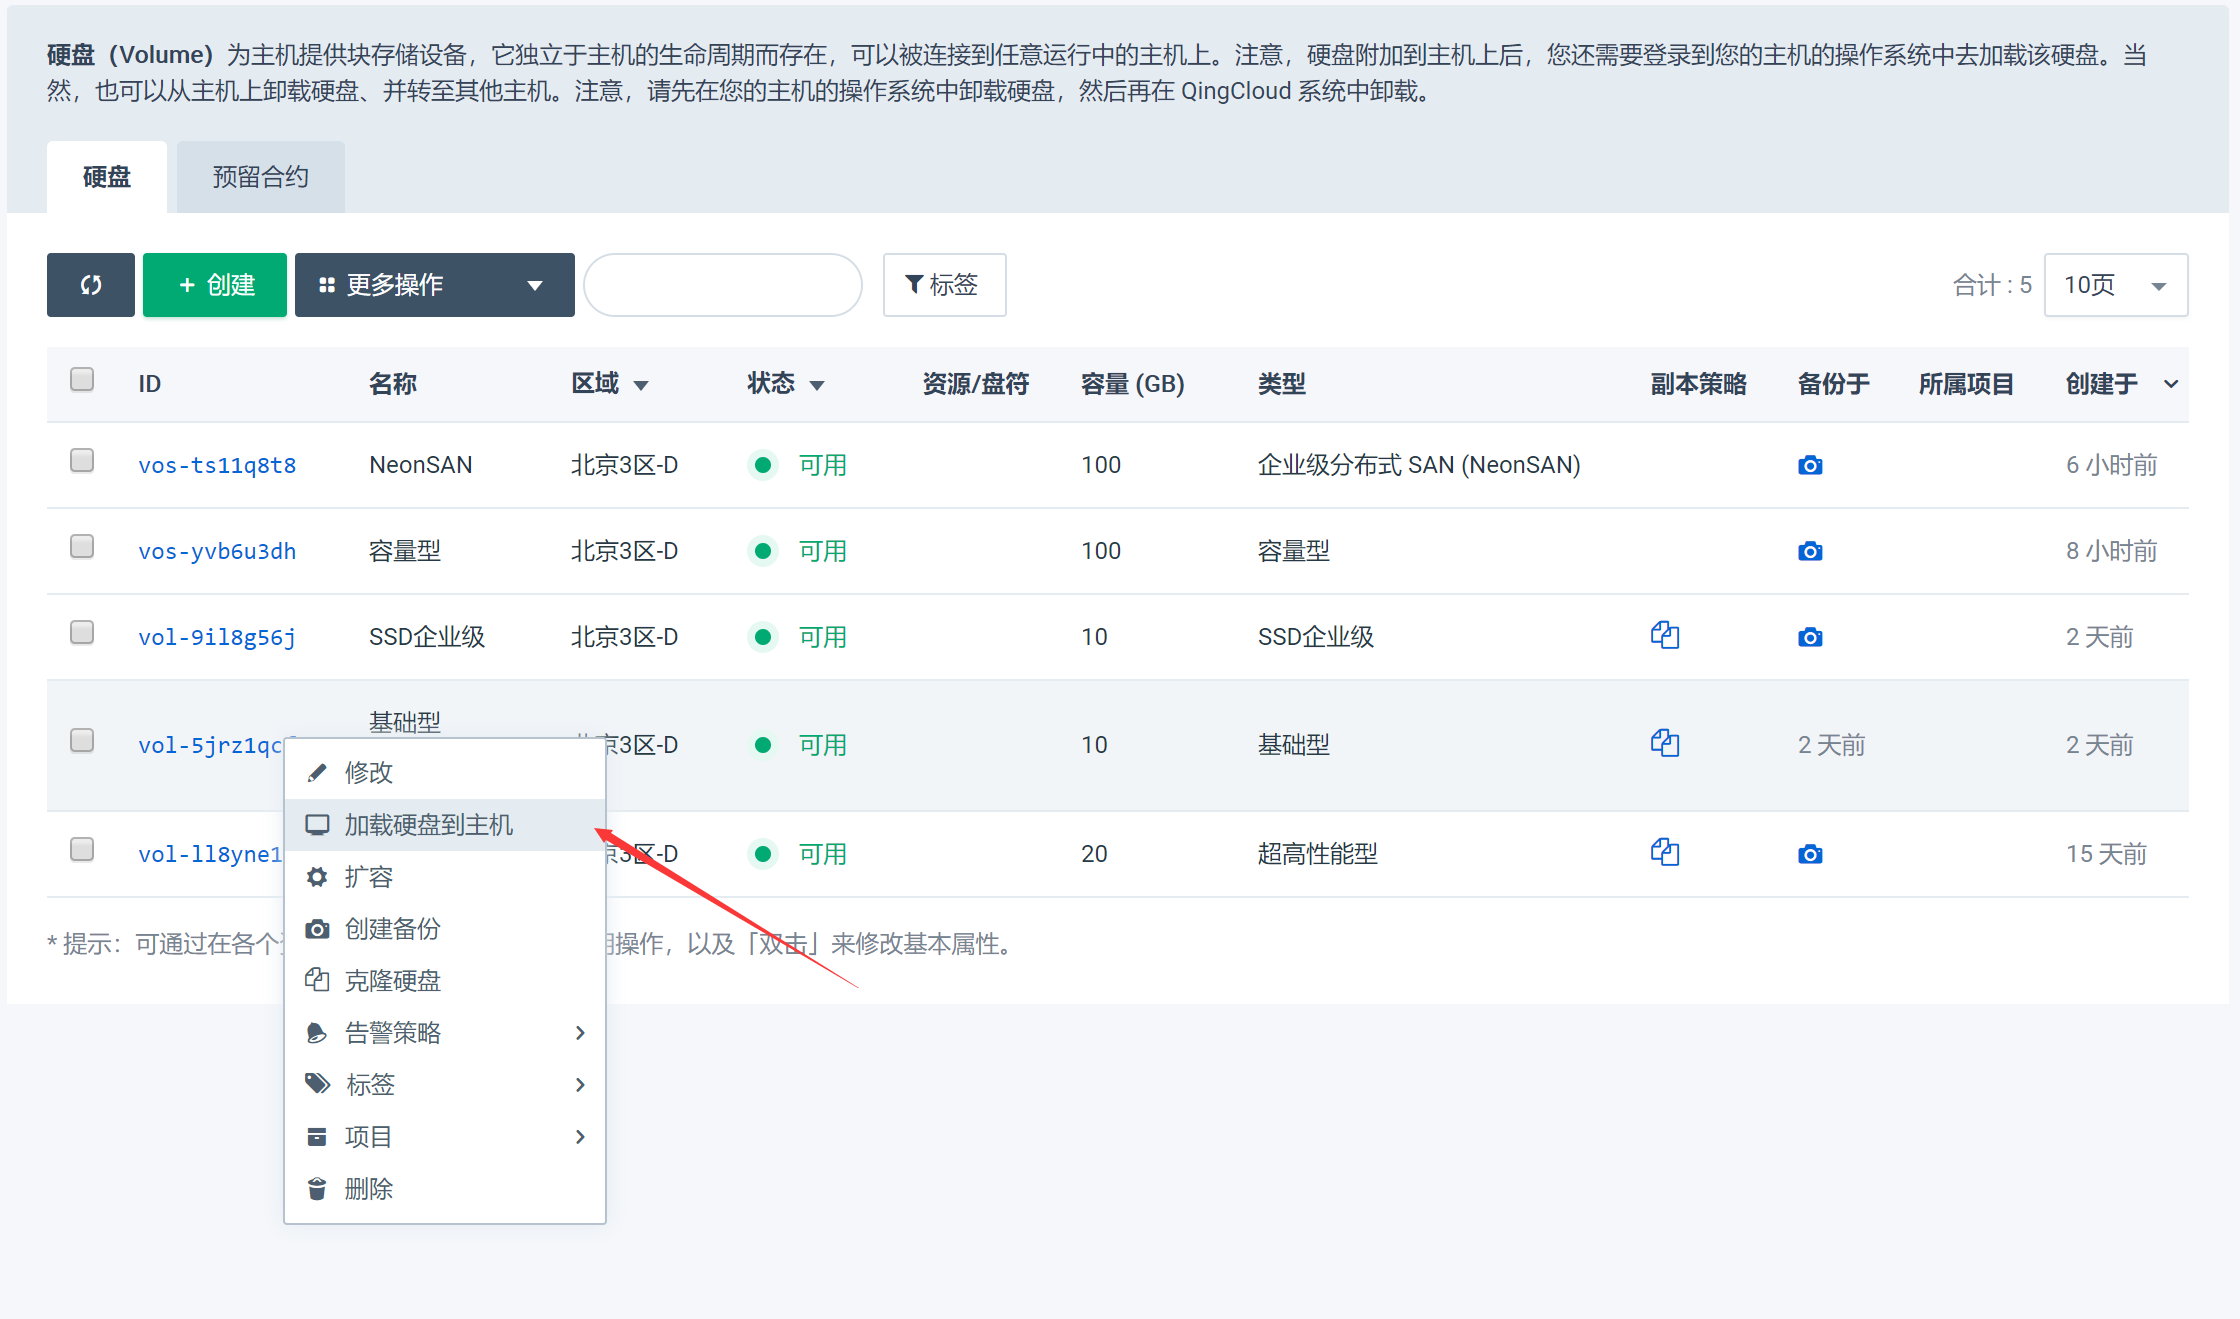 硬盘（Volume）为主机提供块存储设备，它独立于主机的生命周期而存在，可以被连接到任意运行中的主机上。注意，硬盘附加到主机上后，您还需要登录到您的主机的操作系统中去加载该硬盘。当
然，也可以从主机上卸载硬盘、并转至其他主机。注意，请先在您的主机的操作系统中卸载硬盘，然后再在 QingCloud 系统中卸载。
硬盘 预留合约
+ 创建 更多操作 标签 合计 : 5 10页
ID 名称 区域 状态 资源/盘符 容量 (GB) 类型 副本策略 备份于 所属项目 创建于
vos-ts11q8t8 NeonSAN 北京3区-D 可用 100 企业级分布式 SAN (NeonSAN) 6 小时前
vos-yvb6u3dh 容量型 北京3区-D 可用 100 容量型 8 小时前
vol-9il8g56j SSD企业级 北京3区-D 可用 10 SSD企业级 2 天前
基础型
vol-5jrz1qc 京3区-D 可用 10 基础型 2 天前 2 天前
修改
加载硬盘到主机
vol-ll8yne1 3区-D 可用 20 超高性能型 15 天前
扩容
创建备份
* 提示：可通过在各个 操作，以及「双击」来修改基本属性。
克隆硬盘
告警策略
标签
项目
删除